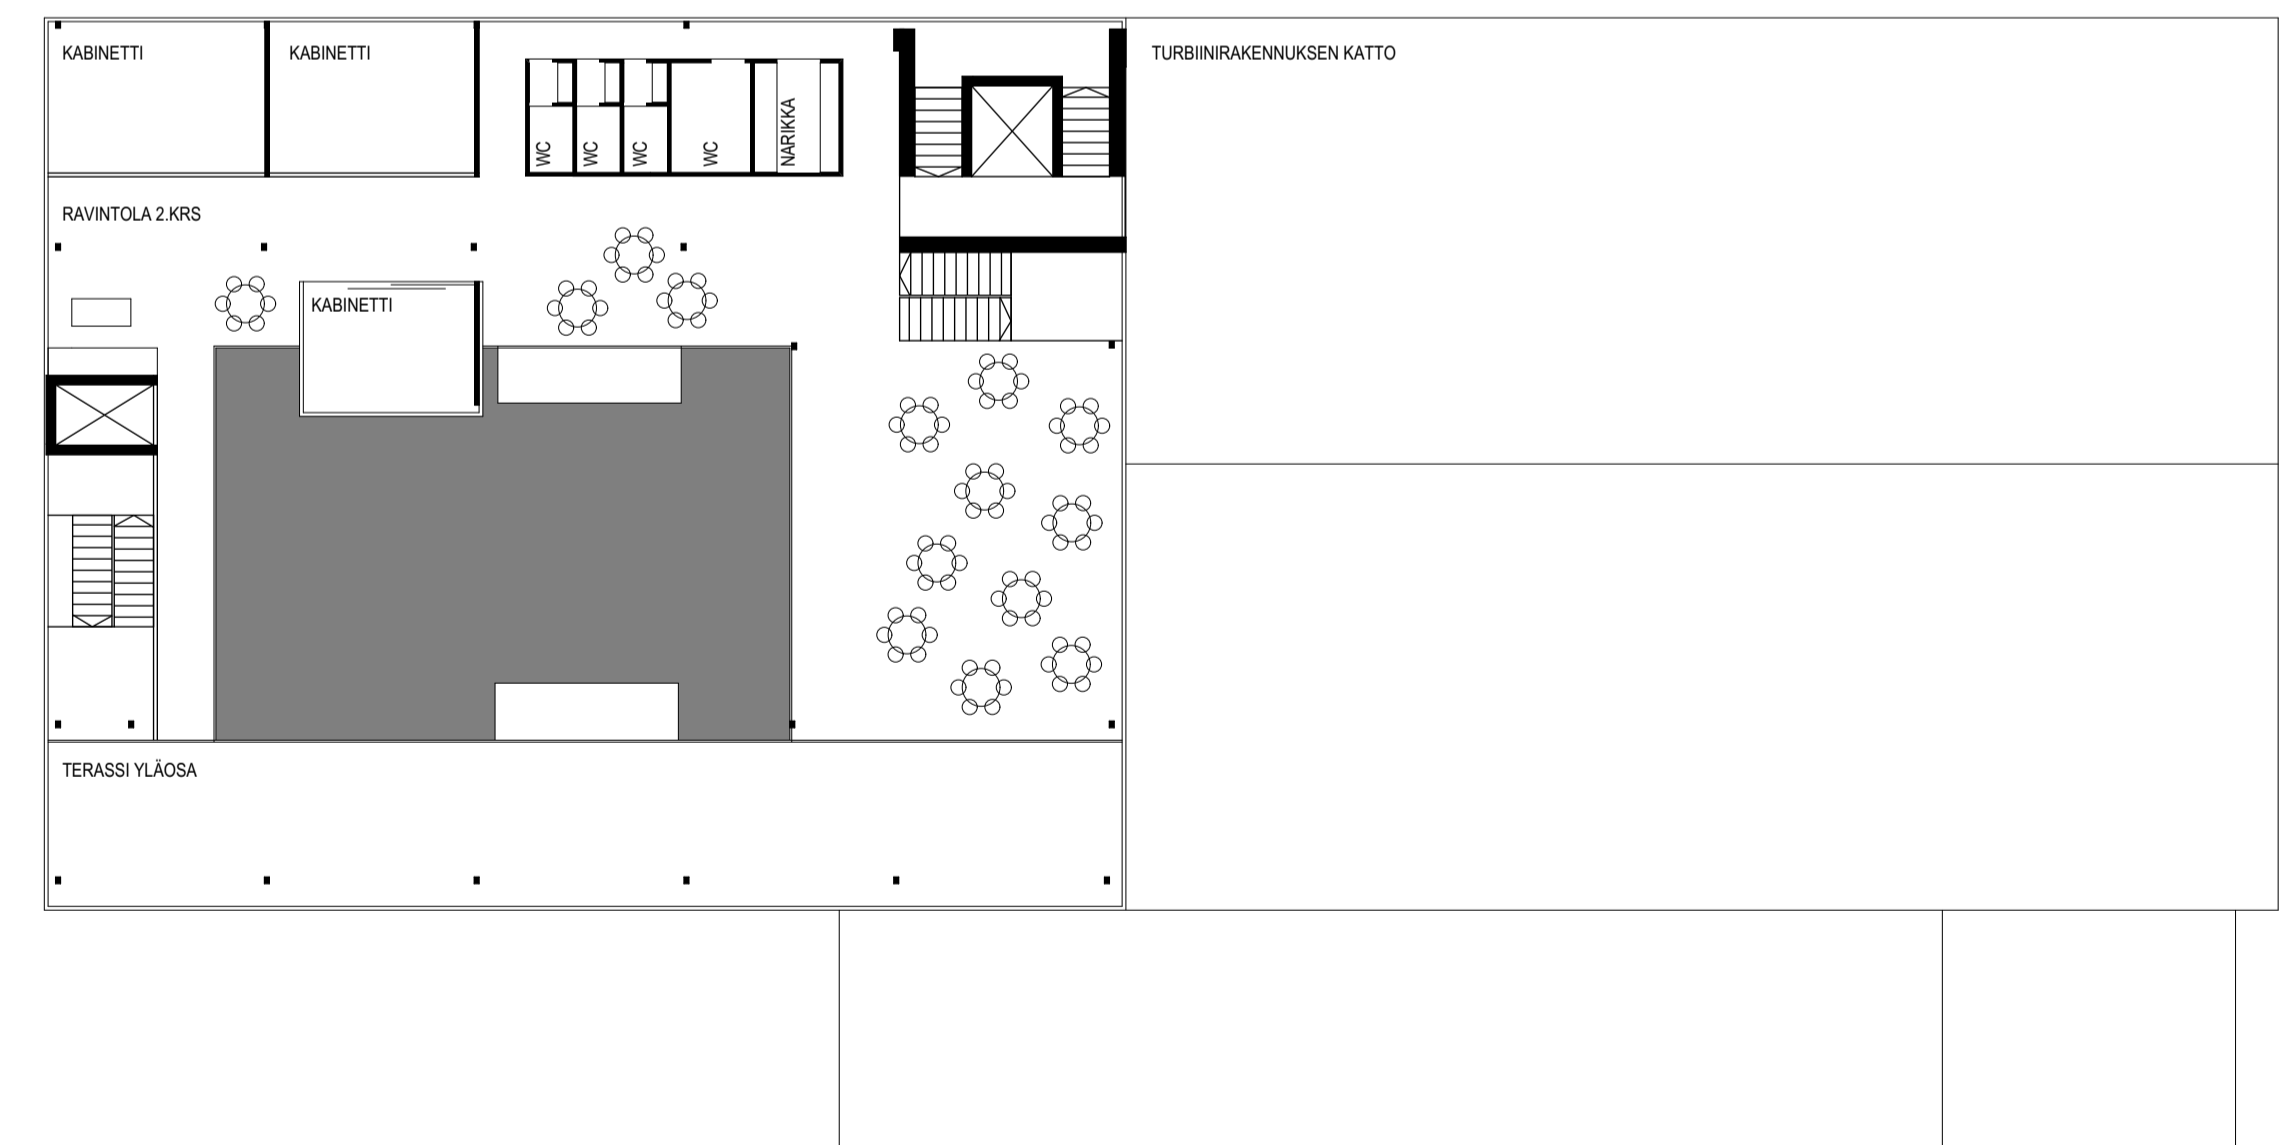 KABINETTI
KABINETTI
TURBIINIRAKENNUKSEN KATTO
WC
WC
WC
WC
NARIKKA
RAVINTOLA 2.KRS
KABINETTI
TERASSI YLÄOSA